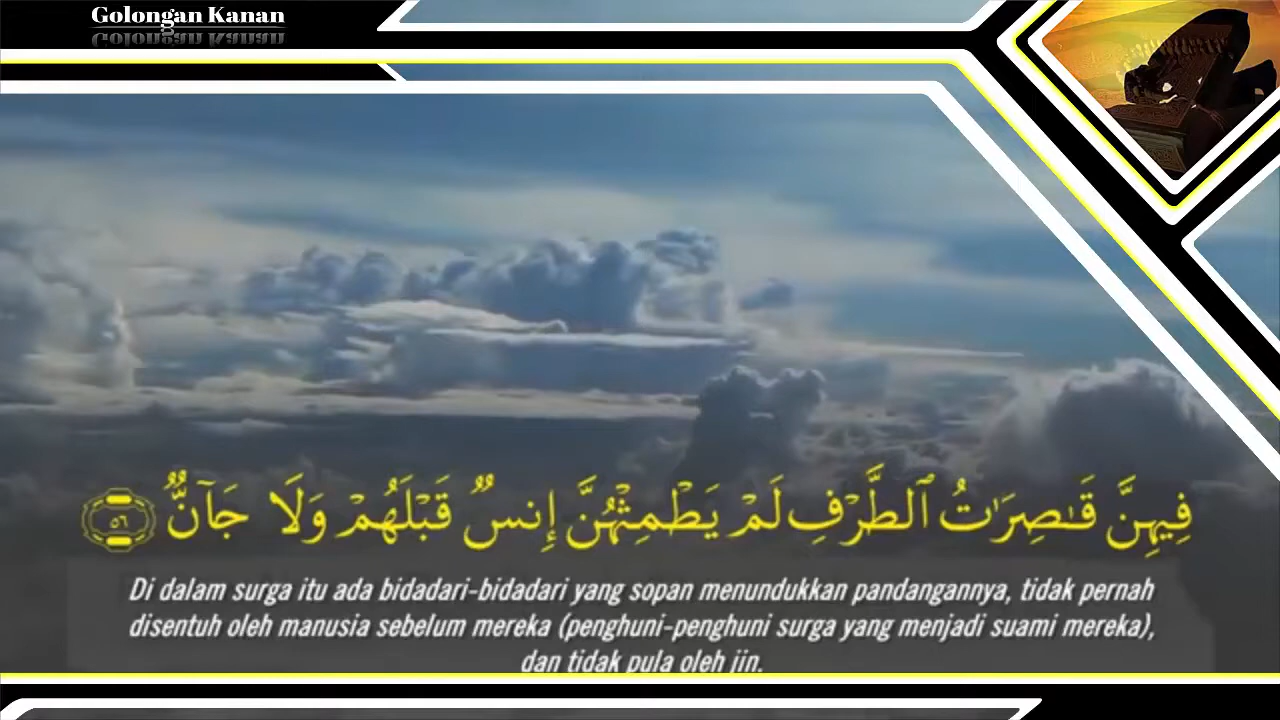 Golongan Kanan
فِيهِنَّ قَـٰصِرَٰتُ ٱلطَّرْفِ لَمْ يَطْمِثْهُنَّ إِنسٌ قَبْلَهُمْ وَلَا جَآنٌّ ٥٦
Di dalam surga itu ada bidadari-bidadari yang sopan menundukkan pandangannya, tidak pernah
disentuh oleh manusia sebelum mereka (penghuni-penghuni surga yang menjadi suami mereka),
dan tidak pula oleh jin.